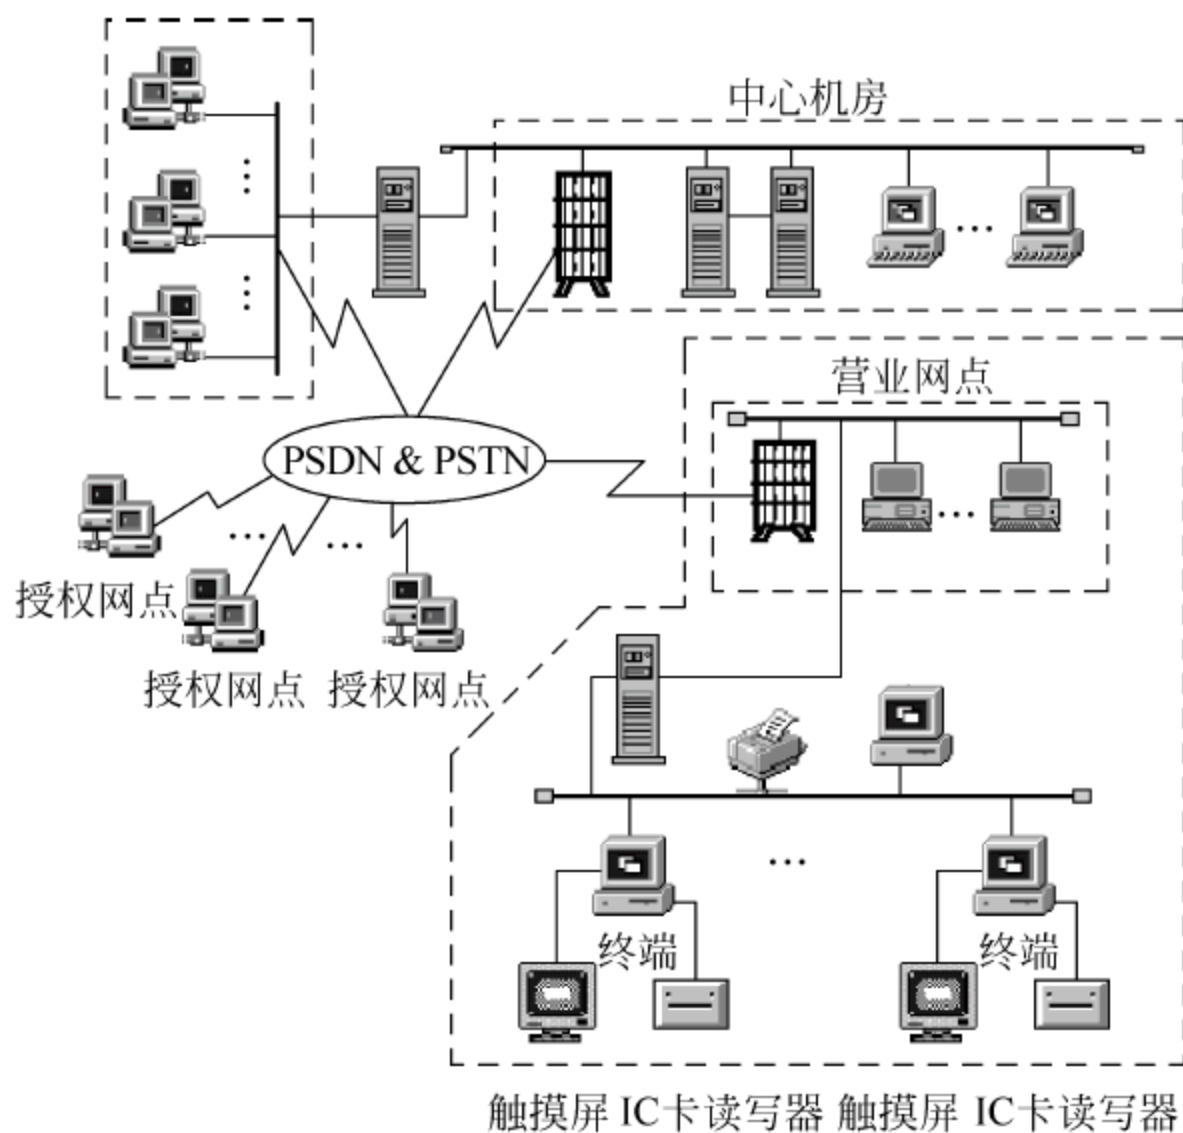 中心机房
营业网点
PSDN & PSTN
授权网点
授权网点 授权网点
终端 终端
触摸屏 IC卡读写器 触摸屏 IC卡读写器